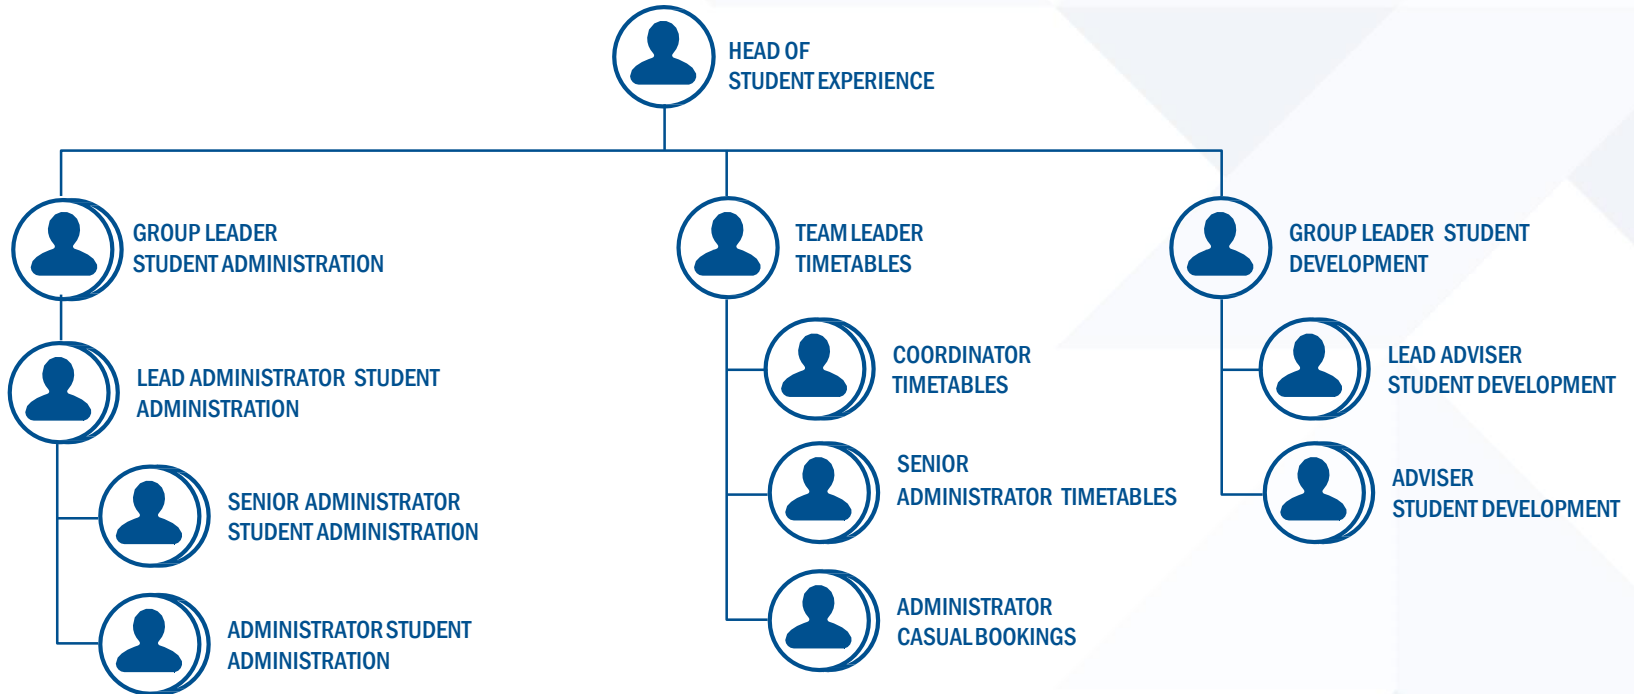 HEAD OF
STUDENT EXPERIENCE
GROUP LEADER
STUDENT ADMINISTRATION
TEAM LEADER
TIMETABLES
GROUP LEADER STUDENT
DEVELOPMENT
LEAD ADMINISTRATOR STUDENT
ADMINISTRATION
COORDINATOR
TIMETABLES
LEAD ADVISER
STUDENT DEVELOPMENT
SENIOR ADMINISTRATOR
STUDENT ADMINISTRATION
SENIOR
ADMINISTRATOR TIMETABLES
ADVISER
STUDENT DEVELOPMENT
ADMINISTRATOR STUDENT
ADMINISTRATION
ADMINISTRATOR
CASUAL BOOKINGS